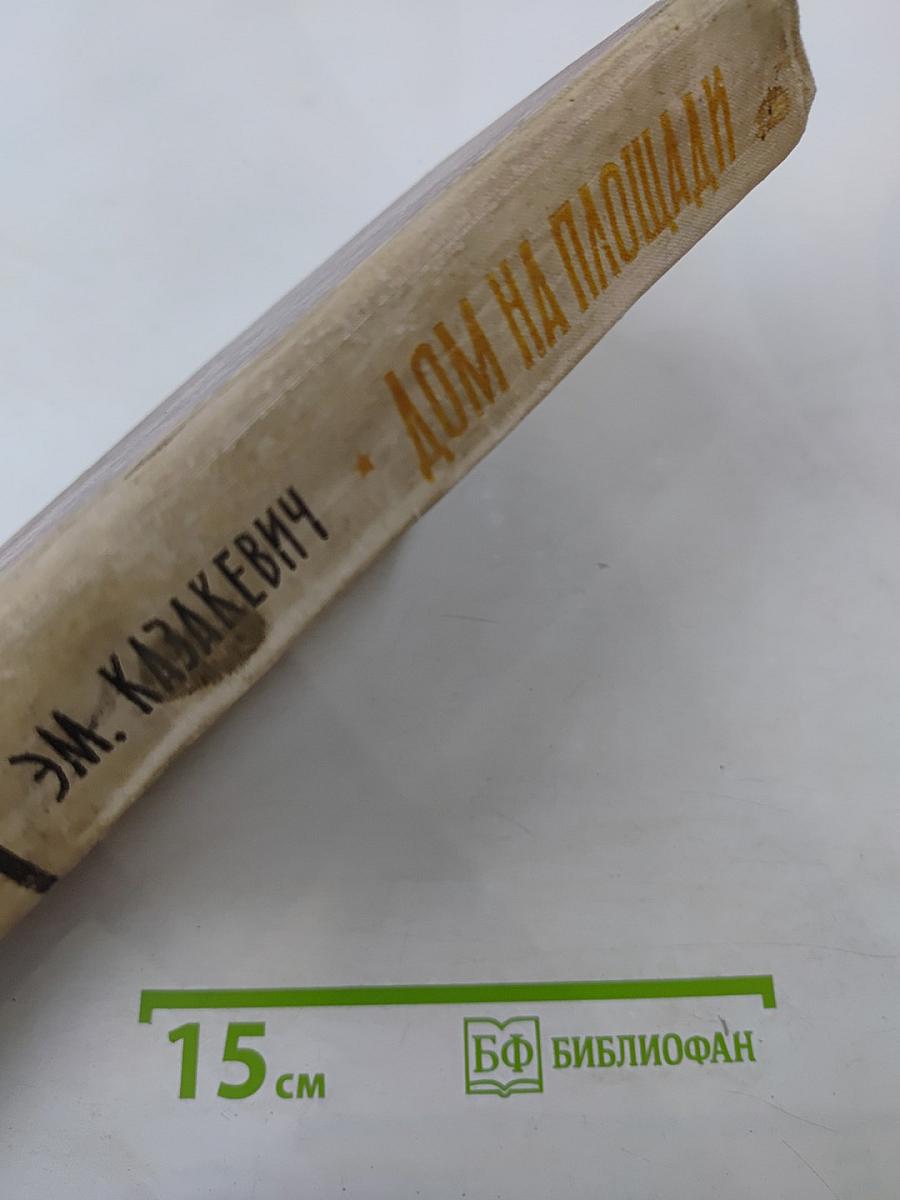 ЭМ. КАЗАКЕВИЧ * ДОМ НА ПЛОЩАДИ
15 см
БФ БИБЛИОФАН